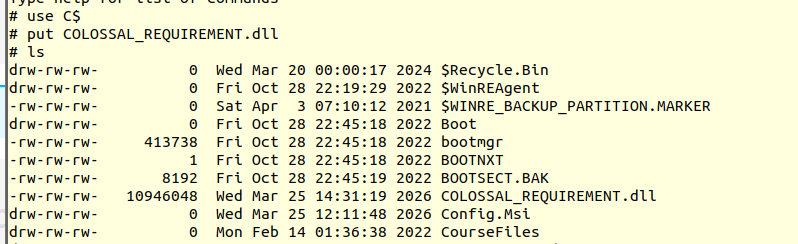 Type help for list of commands
# use C$
# put COLOSSAL_REQUIREMENT.dll
# ls
drw-rw-rw-          0  Wed Mar 20 00:00:17 2024 $Recycle.Bin
drw-rw-rw-          0  Fri Oct 28 22:19:29 2022 $WinREAgent
-rw-rw-rw-          0  Sat Apr  3 07:10:12 2021 $WINRE_BACKUP_PARTITION.MARKER
drw-rw-rw-          0  Fri Oct 28 22:45:18 2022 Boot
-rw-rw-rw-     413738  Fri Oct 28 22:45:18 2022 bootmgr
-rw-rw-rw-          1  Fri Oct 28 22:45:18 2022 BOOTNXT
-rw-rw-rw-       8192  Fri Oct 28 22:45:19 2022 BOOTSECT.BAK
-rw-rw-rw-   10946048  Wed Mar 25 14:31:19 2026 COLOSSAL_REQUIREMENT.dll
drw-rw-rw-          0  Wed Mar 25 12:11:48 2026 Config.Msi
drw-rw-rw-          0  Mon Feb 14 01:36:38 2022 CourseFiles